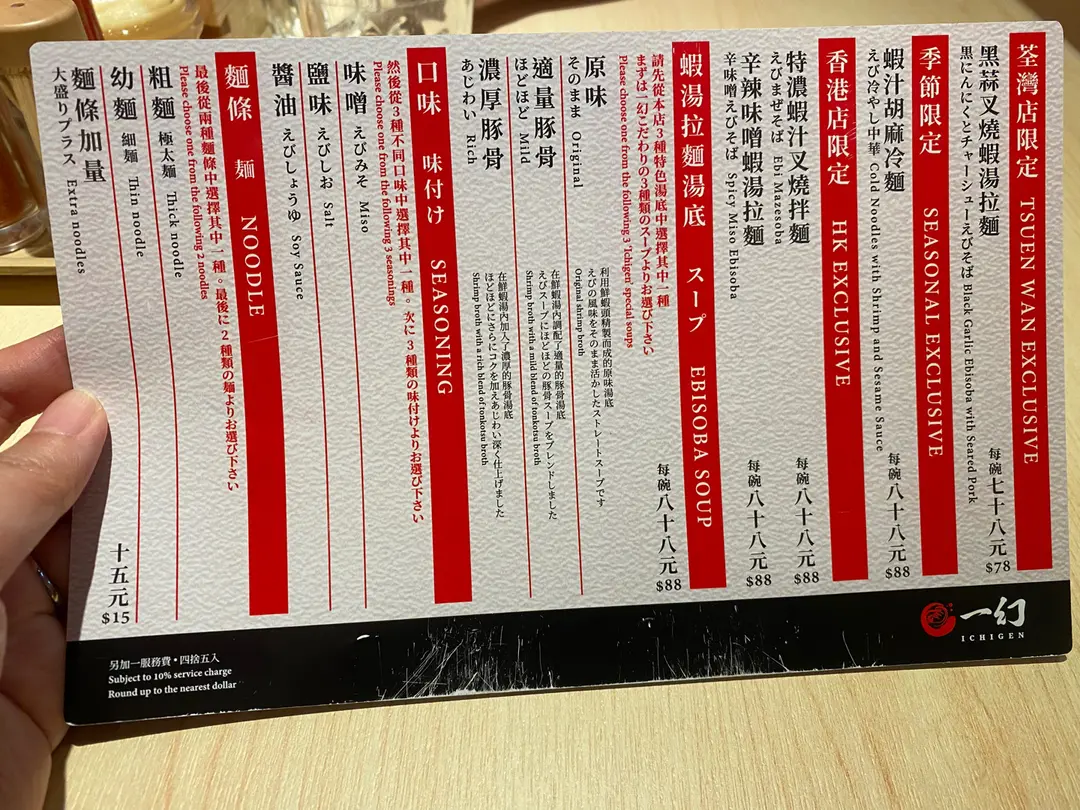 荃灣店限定 TSUEN WAN EXCLUSIVE
黑蒜叉燒蝦湯拉麵
黒にんにくとチャーシューえびそば Black Garlic Ebisoba with Seared Pork
每碗七十八元
$78
季節限定 SEASONAL EXCLUSIVE
蝦汁胡麻冷麵
えび冷やし中華 Cold Noodles with Shrimp and Sesame Sauce
每碗八十八元
$88
香港店限定 HK EXCLUSIVE
特濃蝦汁叉燒拌麵
えびまぜそば Ebi Mazesoba
每碗八十八元
$88
辛辣味噌蝦湯拉麵
辛味噌えびそば Spicy Miso Ebisoba
每碗八十八元
$88
蝦湯拉麵湯底 スープ EBISOBA SOUP
請先從本店3種特色湯底中選擇其中一種
まずは一幻こだわりの3種類のスープよりお選び下さい
Please choose one from the following 3 'Ichigen' special soups
每碗八十八元
$88
原味
そのまま Original
利用鮮蝦頭精製而成的原味湯底
えびの風味をそのまま活かしたストレートスープです
Original shrimp broth
適量豚骨
ほどほど Mild
在鮮蝦湯內調配了適量的豚骨湯底
えびスープにほどほどの豚骨スープをブレンドしました
Shrimp broth with a mild blend of tonkotsu broth
濃厚豚骨
あじわい Rich
在鮮蝦湯內加入了濃厚的豚骨湯底
ほどほどにさらにコクを加えあじわい深く仕上げました
Shrimp broth with a rich blend of tonkotsu broth
口味 味付け SEASONING
然後從3種不同口味中選擇其中一種。次に3種類の味付けよりお選び下さい
Please choose one from the following 3 seasonings
味噌 えびみそ Miso
鹽味 えびしお Salt
醬油 えびしょうゆ Soy Sauce
麵條 麺 NOODLE
最後從兩種麵條中選擇其中一種。最後に2種類の麺よりお選び下さい
Please choose one from the following 2 noodles
粗麵 極太麺 Thick noodle
幼麵 細麺 Thin noodle
麵條加量
大盛りプラス Extra noodles
十五元
$15
另加一服務費・四捨五入
Subject to 10% service charge
Round up to the nearest dollar
一幻
ICHIGEN